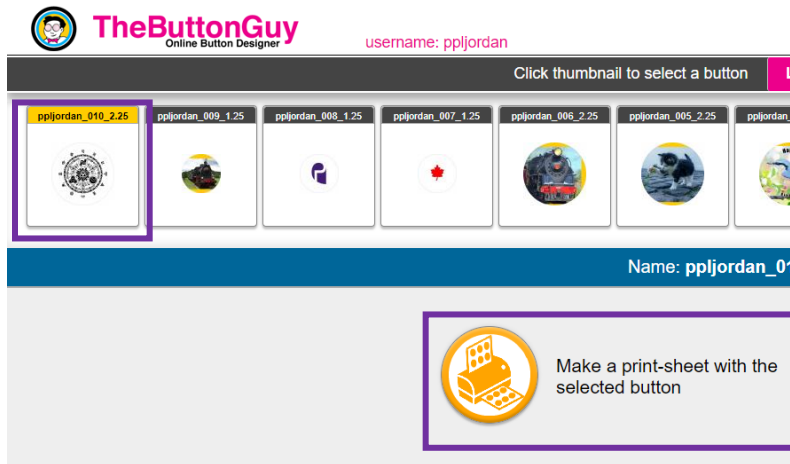 TheButtonGuy
Online Button Designer
username: ppljordan
Click thumbnail to select a button
ppljordan_010_2.25
ppljordan_009_1.25
ppljordan_008_1.25
ppljordan_007_1.25
ppljordan_006_2.25
ppljordan_005_2.25
ppljordan_
Name: ppljordan_01
Make a print-sheet with the
selected button